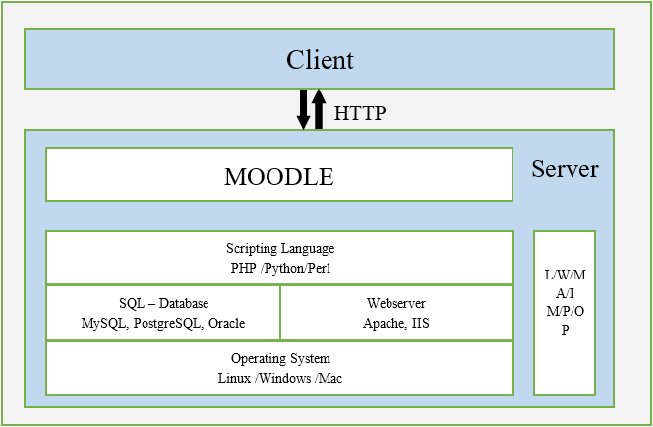 Client
HTTP
Server
MOODLE
Scripting Language
PHP /Python/Perl
SQL – Database
MySQL, PostgreSQL, Oracle
Webserver
Apache, IIS
Operating System
Linux /Windows /Mac
L/W/M
A/I
M/P/O
P